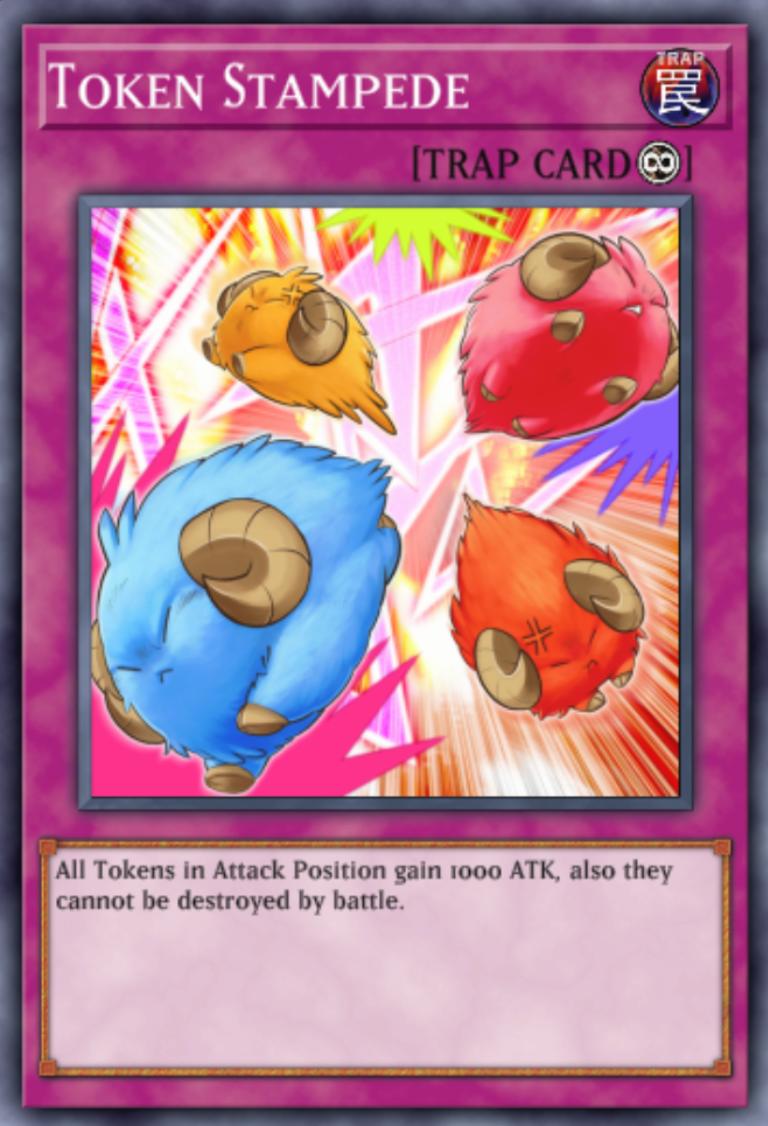 Token Stampede
TRAP
罠
[TRAP CARD♾]
All Tokens in Attack Position gain 1000 ATK, also they
cannot be destroyed by battle.